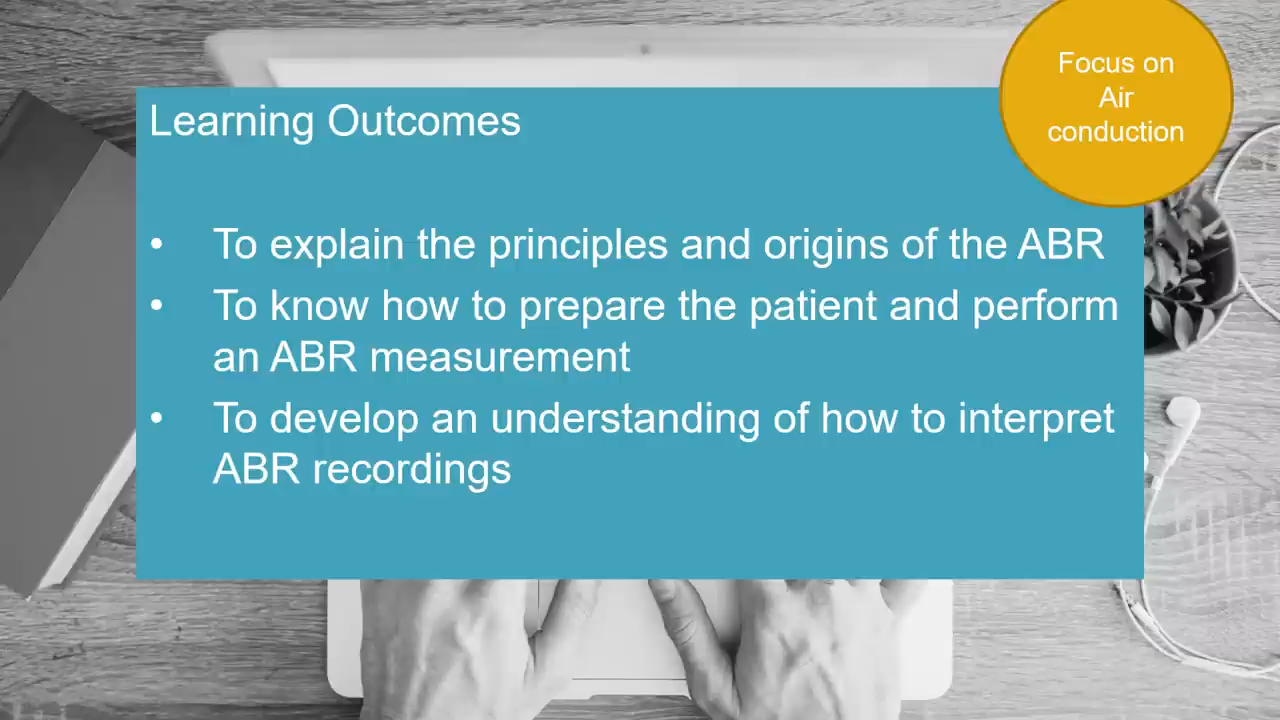 Focus on
Air
conduction
Learning Outcomes
• To explain the principles and origins of the ABR
• To know how to prepare the patient and perform
an ABR measurement
• To develop an understanding of how to interpret
ABR recordings